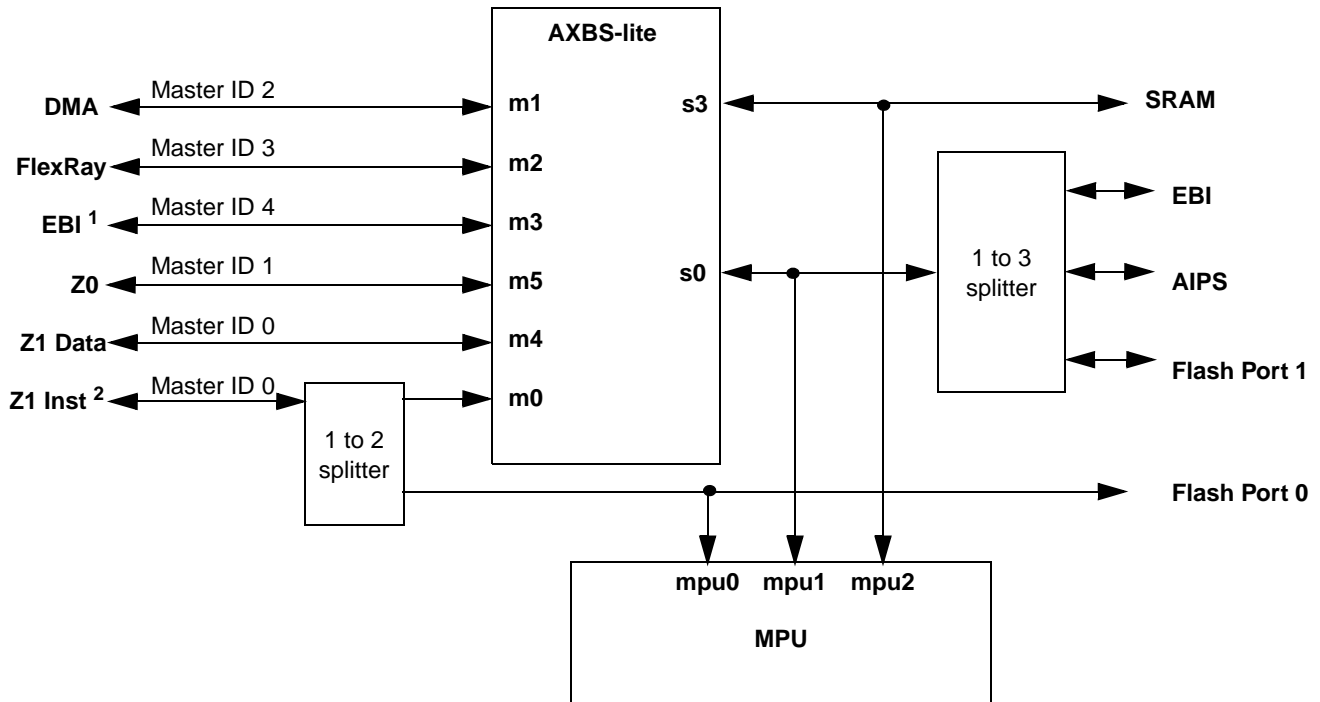 AXBS-lite
DMA
Master ID 2
m1
s3
SRAM
FlexRay
Master ID 3
m2
EBI 1
Master ID 4
m3
EBI
Z0
Master ID 1
m5
s0
1 to 3
splitter
AIPS
Z1 Data
Master ID 0
m4
Flash Port 1
Z1 Inst 2
Master ID 0
m0
1 to 2
splitter
Flash Port 0
mpu0
mpu1
mpu2
MPU